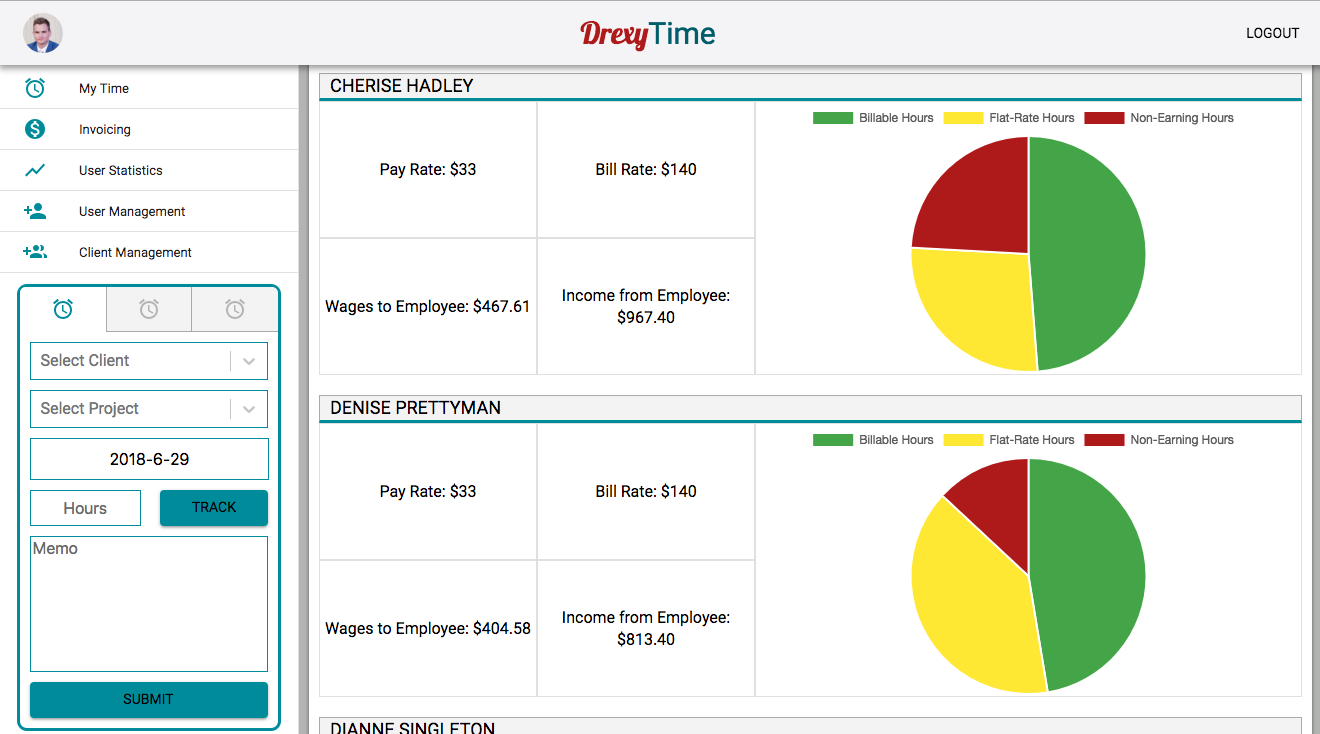 DrexyTime
LOGOUT
My Time
Invoicing
User Statistics
User Management
Client Management
Select Client
Select Project
2018-6-29
Hours
TRACK
Memo
SUBMIT
CHERISE HADLEY
Pay Rate: $33
Bill Rate: $140
Wages to Employee: $467.61
Income from Employee:
$967.40
Billable Hours
Flat-Rate Hours
Non-Earning Hours
DENISE PRETTYMAN
Pay Rate: $33
Bill Rate: $140
Wages to Employee: $404.58
Income from Employee:
$813.40
Billable Hours
Flat-Rate Hours
Non-Earning Hours
DIANNE SINGLETON